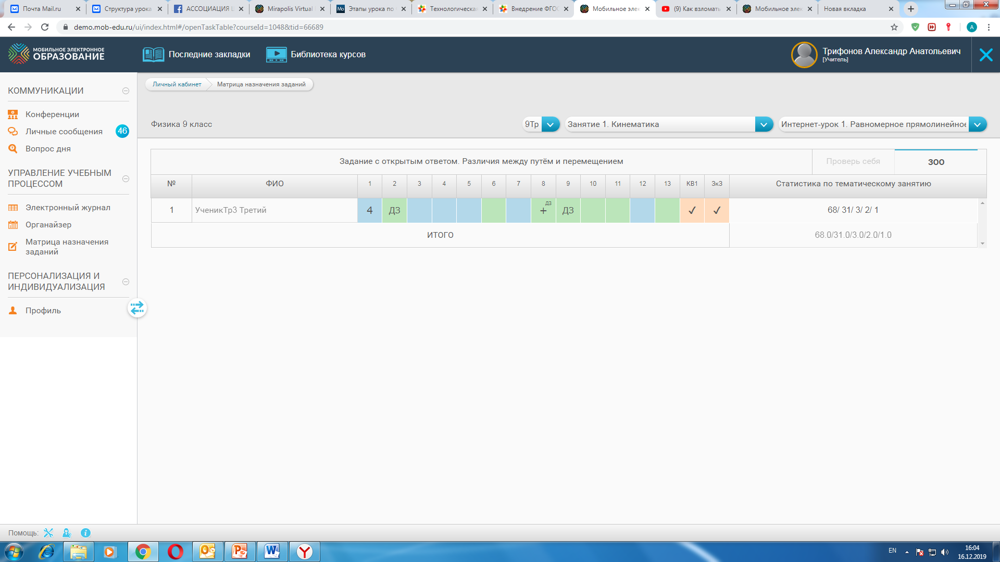 Почта Mail.ru
Структура урока
АССОЦИАЦИЯ
Mirapolis Virtual
Mo Этапы урока по
Технологическая
Внедрение ФГОС
Мобильное элек
(9) Как взломать
Мобильное элек
Новая вкладка
demo.mob-edu.ru/ui/index.html#/openTaskTable?courseId=1048&tid=66689
A
МОБИЛЬНОЕ ЭЛЕКТРОННОЕ
ОБРАЗОВАНИЕ
Последние закладки
Библиотека курсов
Трифонов Александр Анатольевич
[Учитель]
КОММУНИКАЦИИ
Конференции
Личные сообщения 46
Вопрос дня
УПРАВЛЕНИЕ УЧЕБНЫМ
ПРОЦЕССОМ
Электронный журнал
Органайзер
Матрица назначения
заданий
ПЕРСОНАЛИЗАЦИЯ И
ИНДИВИДУАЛИЗАЦИЯ
Профиль
Личный кабинет Матрица назначения заданий
Физика 9 класс 9Тр Занятие 1. Кинематика Интернет-урок 1. Равномерное прямолинейное
Задание с открытым ответом. Различия между путём и перемещением Проверь себя ЗОО
№ ФИО 1 2 3 4 5 6 7 8 9 10 11 12 13 КВ1 ЗкЗ Статистика по тематическому занятию
1 УченикТр3 Третий 4 ДЗ + ДЗ ДЗ ✓ ✓ 68/ 31/ 3/ 2/ 1
ИТОГО 68.0/31.0/3.0/2.0/1.0
Помощь:
EN
16:04
16.12.2019